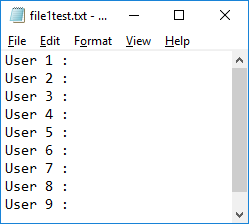 file1test.txt - ...
File Edit Format View Help
User 1 :
User 2 :
User 3 :
User 4 :
User 5 :
User 6 :
User 7 :
User 8 :
User 9 :